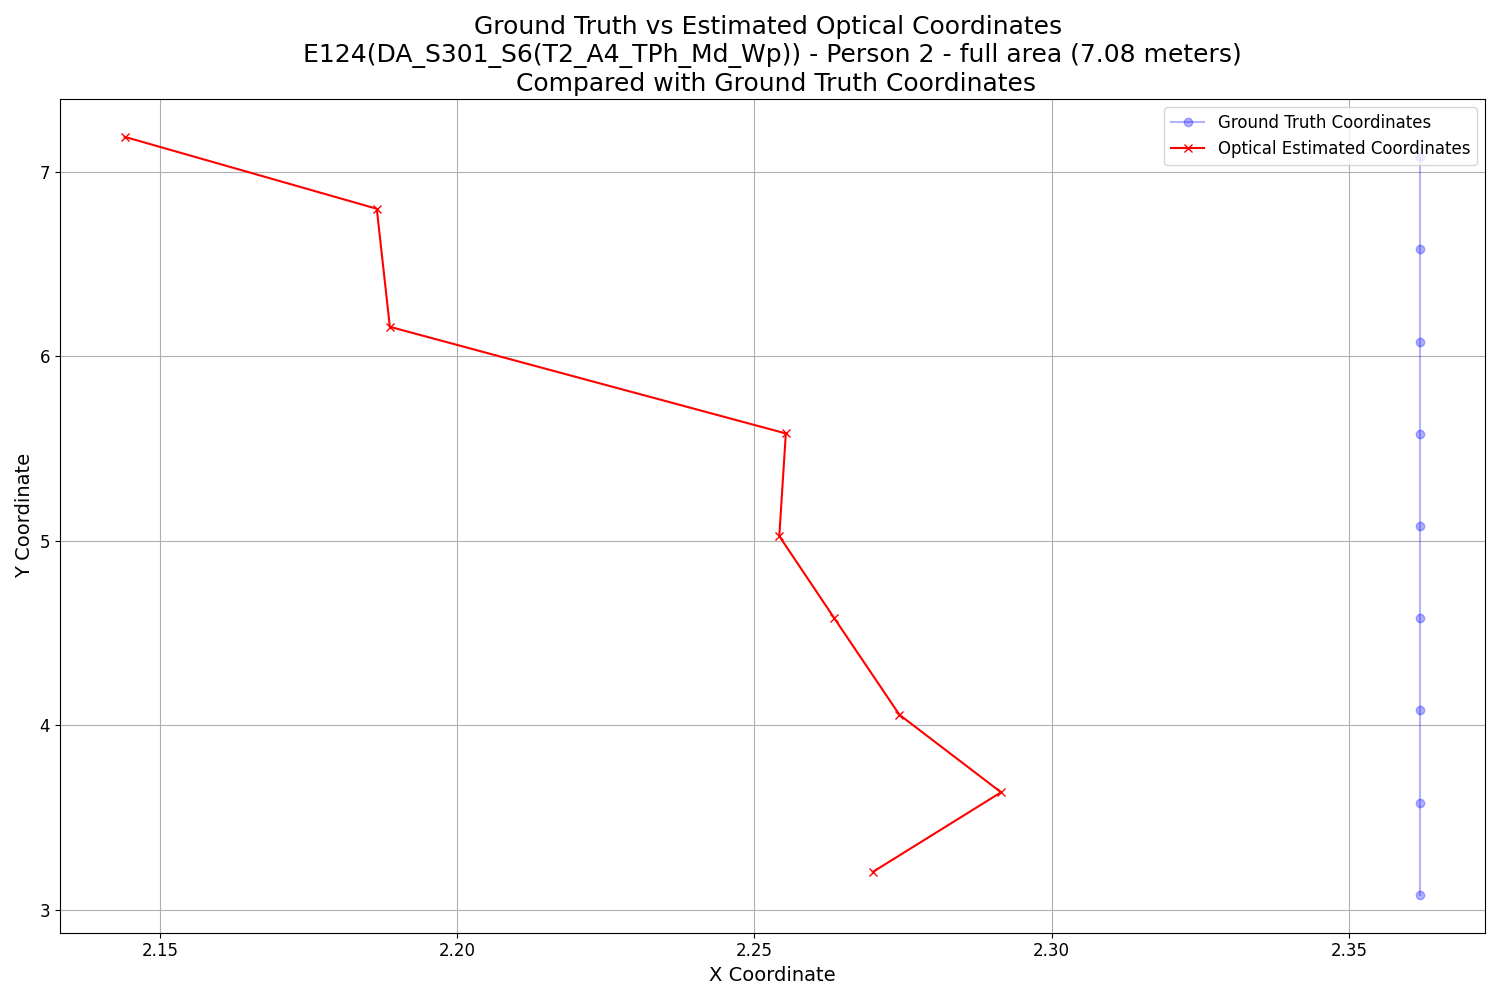 Ground Truth vs Estimated Optical Coordinates
E124(DA_S301_S6(T2_A4_TPh_Md_Wp)) - Person 2 - full area (7.08 meters)
Compared with Ground Truth Coordinates
Ground Truth Coordinates
Optical Estimated Coordinates
7
6
5
4
3
Y Coordinate
2.15 2.20 2.25 2.30 2.35
X Coordinate